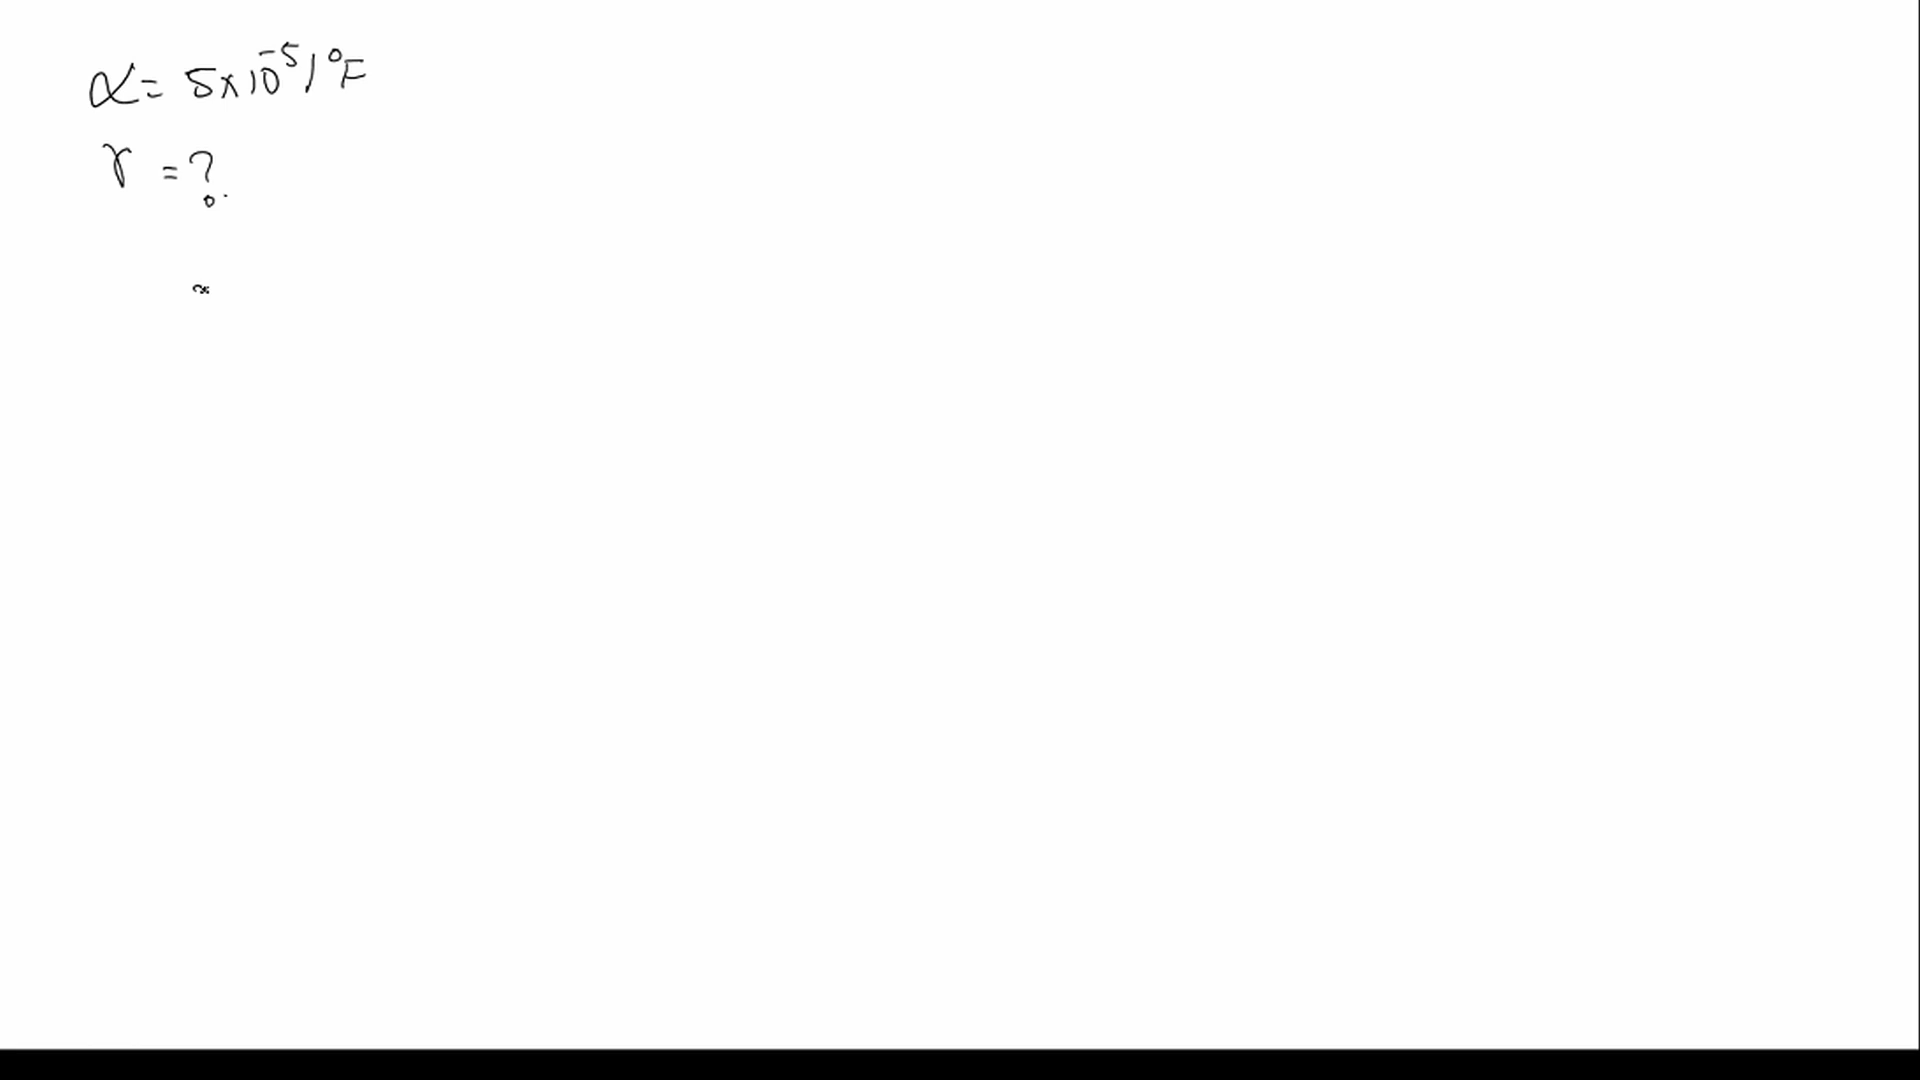 α = 5×10⁻⁵/°F
γ = ?